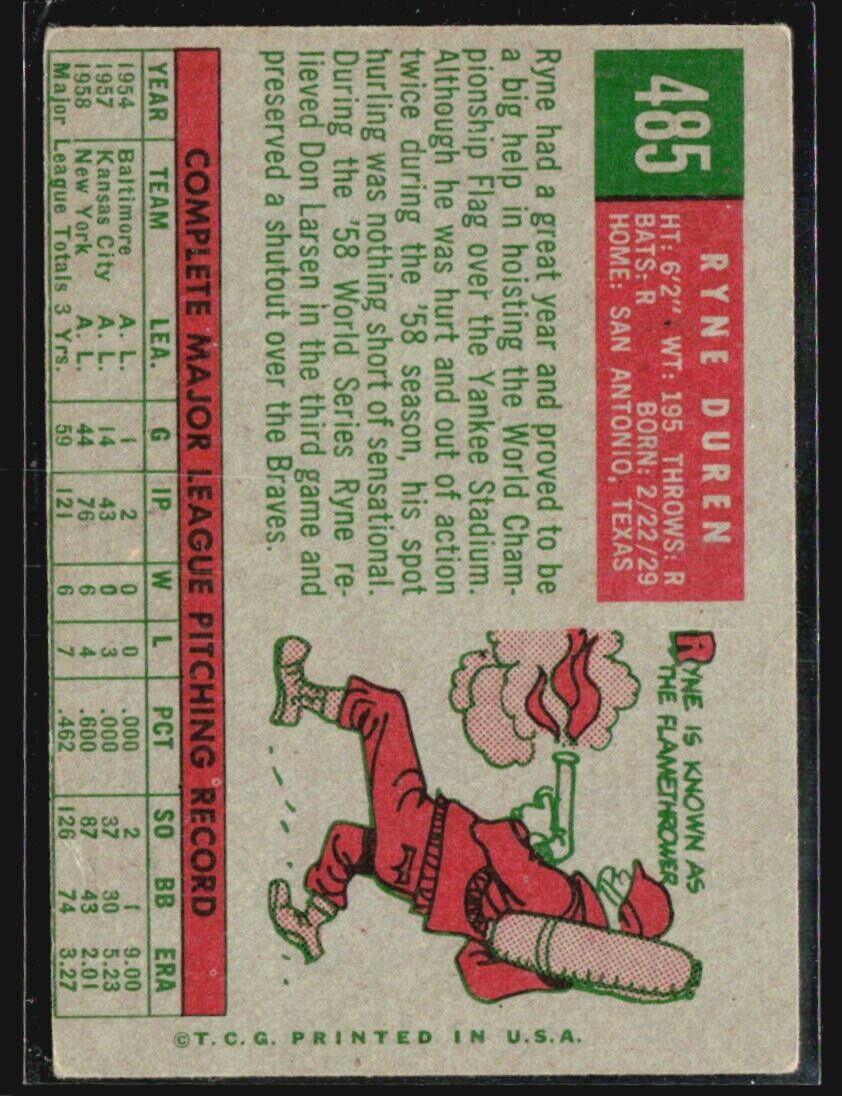 485
RYNE DUREN
HT: 6'2" WT: 195 THROWS: R
BATS: R BORN: 2/22/29
HOME: SAN ANTONIO, TEXAS
Ryne had a great year and proved to be
a big help in hoisting the World Cham-
pionship Flag over the Yankee Stadium.
Although he was hurt and out of action
twice during the '58 season, his spot
hurling was nothing short of sensational.
During the '58 World Series Ryne re-
lieved Don Larsen in the third game and
preserved a shutout over the Braves.
RYNE IS KNOWN AS
THE FLAMETHROWER
COMPLETE MAJOR LEAGUE PITCHING RECORD
YEAR TEAM LEA. G IP W L PCT SO BB ERA
1954 Baltimore A. L. 1 2 0 0 .000 2 1 9.00
1957 Kansas City A. L. 14 43 0 3 .000 37 30 5.23
1958 New York A. L. 44 76 6 4 .600 87 43 2.01
Major League Totals 3 Yrs. 59 121 6 7 .462 126 74 3.27
©T. C. G. PRINTED IN U.S.A.